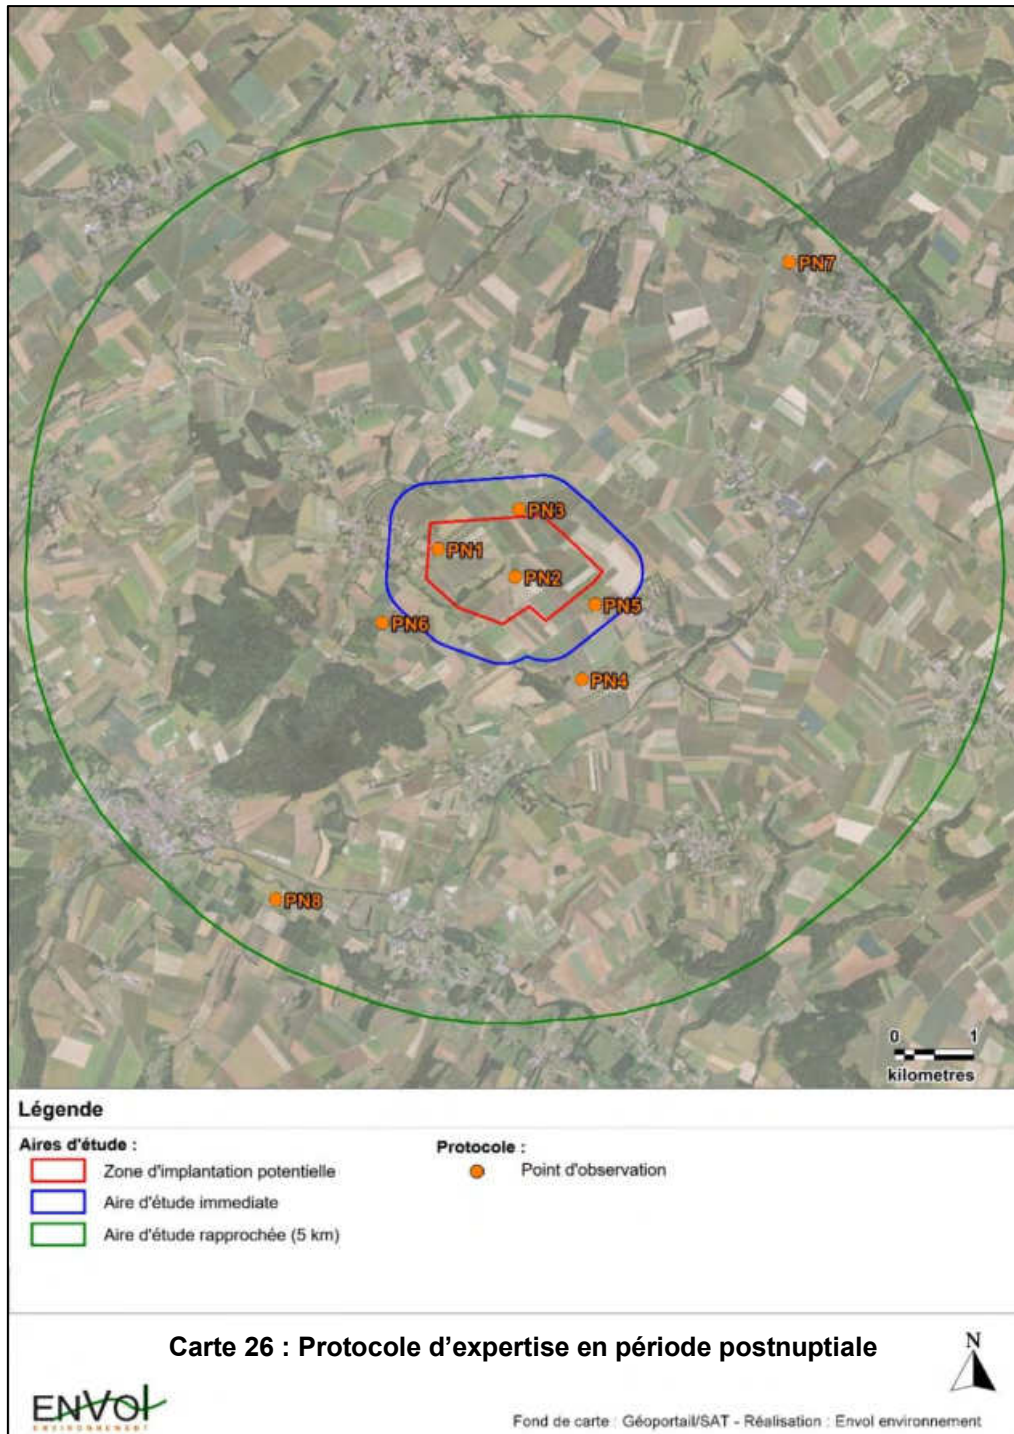 PN7
PN3
PN1
PN2
PN5
PN6
PN4
PN8
0 1
kilometres
Légende
Aires d'étude :
Zone d'implantation potentielle
Aire d'étude immediate
Aire d'étude rapprochée (5 km)
Protocole :
Point d'observation
Carte 26 : Protocole d'expertise en période postnuptiale
N
ENVOl
ENVIRONNEMENT
Fond de carte : Géoportail/SAT - Réalisation : Envol environnement